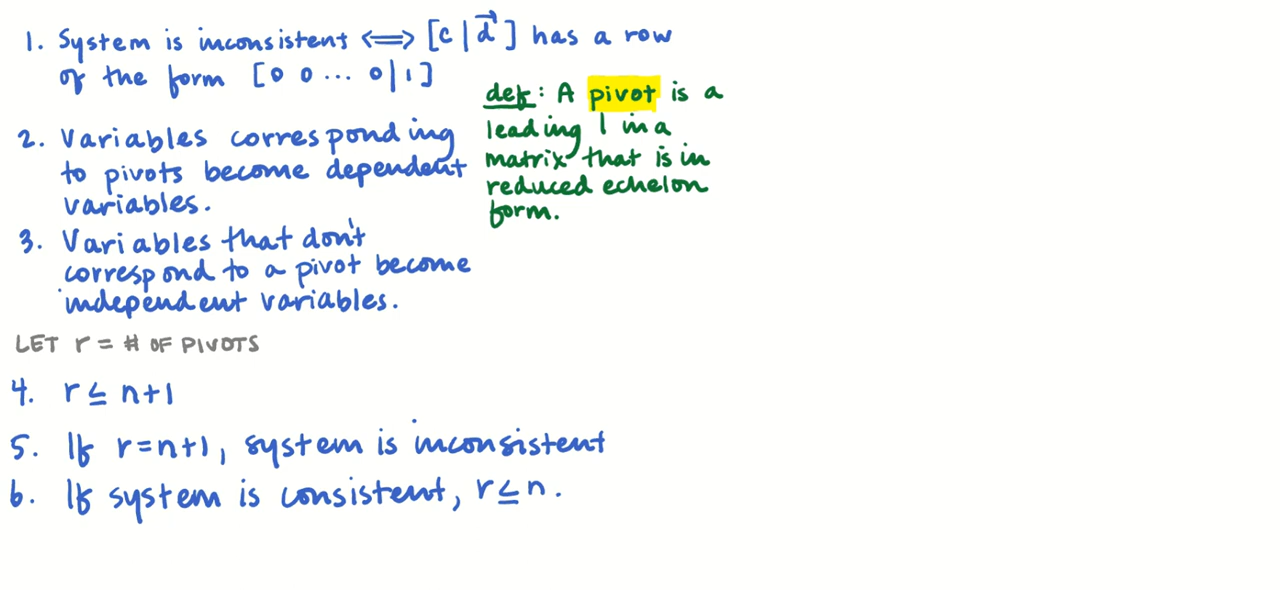 1. System is inconsistent ⟺ [c | d⃗ ] has a row
of the form [0 0 ... 0 | 1]
def: A pivot is a
leading 1 in a
matrix that is in
reduced echelon
form.
2. Variables corresponding
to pivots become dependent
variables.
3. Variables that don't
correspond to a pivot become
independent variables.
LET r = # OF PIVOTS
4. r ≤ n+1
5. If r=n+1, system is inconsistent
6. If system is consistent, r ≤ n.